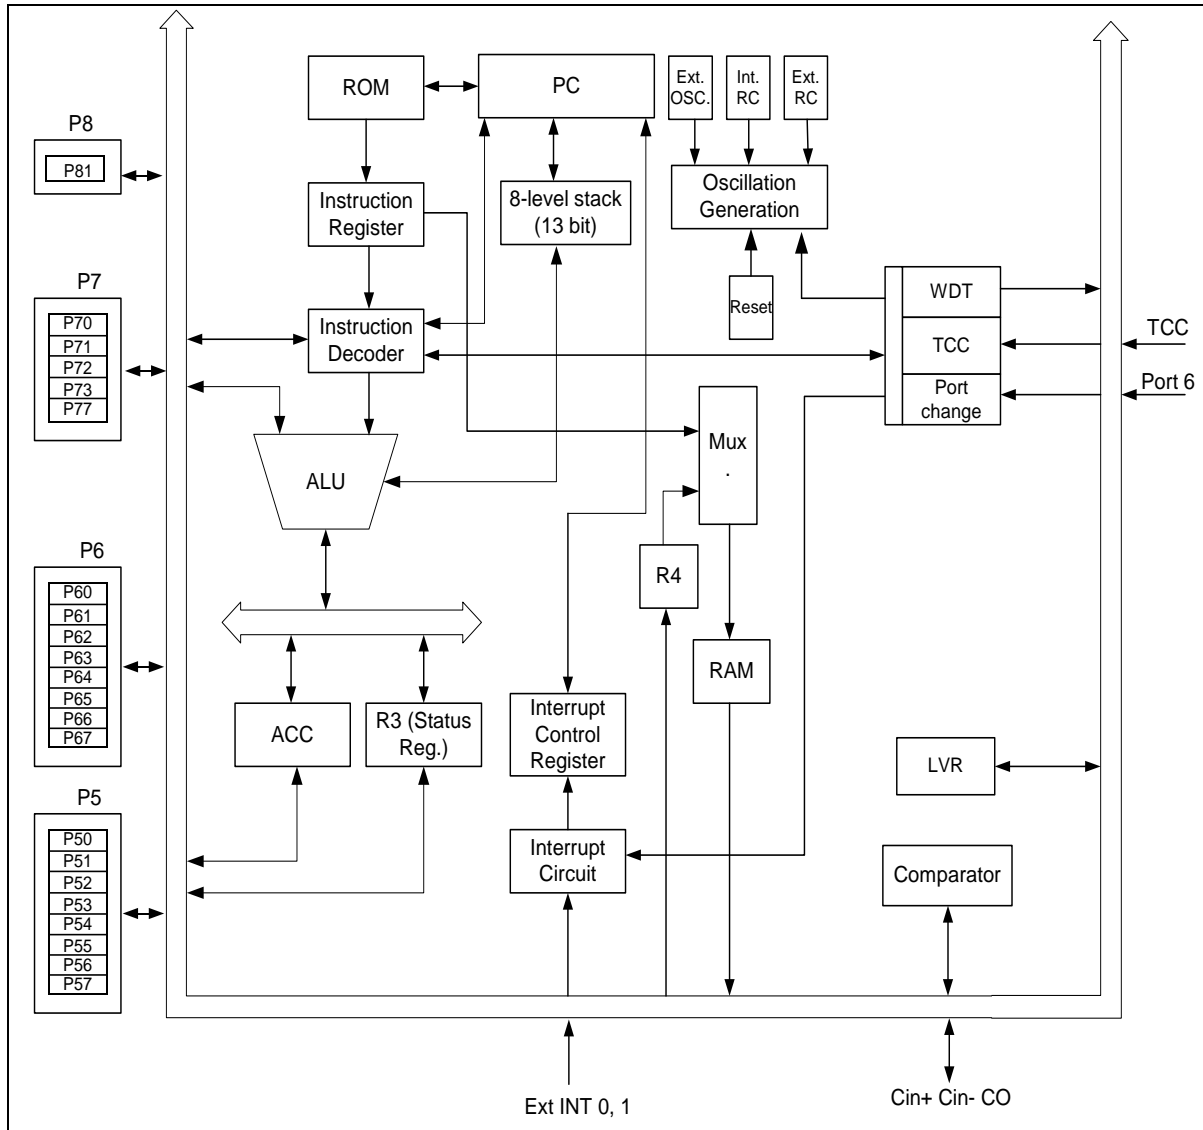 ROM
PC
Ext.
OSC.
Int.
RC
Ext.
RC
P8
P81
Instruction
Register
8-level stack
(13 bit)
Oscillation
Generation
P7
P70
P71
P72
P73
P77
Instruction
Decoder
Reset
WDT
TCC
Port
change
TCC
Port 6
ALU
Mux
.
P6
P60
P61
P62
P63
P64
P65
P66
P67
R4
RAM
ACC
R3 (Status
Reg.)
Interrupt
Control
Register
LVR
P5
P50
P51
P52
P53
P54
P55
P56
P57
Interrupt
Circuit
Comparator
Ext INT 0, 1
Cin+ Cin- CO